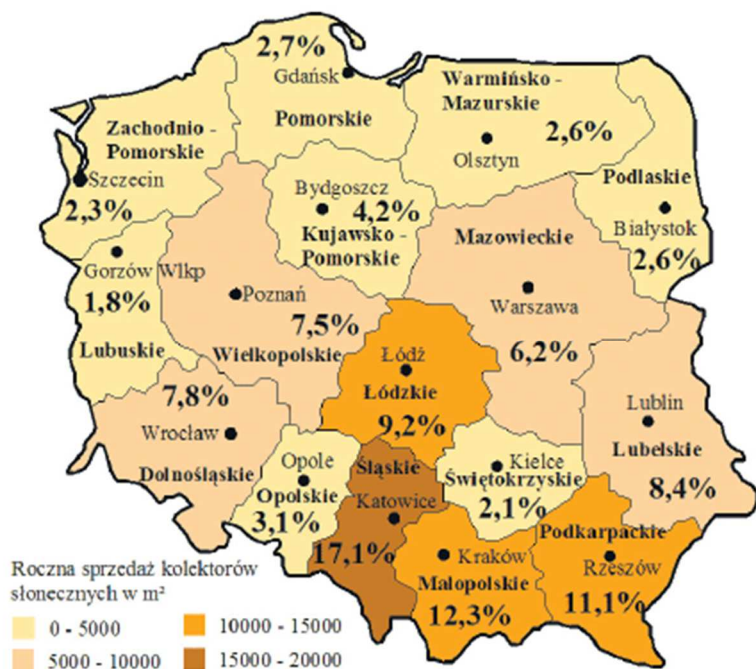 2,7%
Gdańsk
Pomorskie
Warmińsko -
Mazurskie
2,6%
Olsztyn
Zachodnio -
Pomorskie
Szczecin
2,3%
Bydgoszcz
4,2%
Kujawsko -
Pomorskie
Podlaskie
Białystok
2,6%
Gorzów Wlkp
1,8%
Lubuskie
Poznań
7,5%
Wielkopolskie
Mazowieckie
Warszawa
6,2%
Łódź
Łódzkie
9,2%
7,8%
Wrocław
Dolnośląskie
Lublin
Lubelskie
8,4%
Opole
Opolskie
3,1%
Śląskie
Katowice
17,1%
Kielce
Świętokrzyskie
2,1%
Kraków
Malopolskie
12,3%
Podkarpackie
Rzeszów
11,1%
Roczna sprzedaż kolektorów
słonecznych w m²
0 - 5000
5000 - 10000
10000 - 15000
15000 - 20000